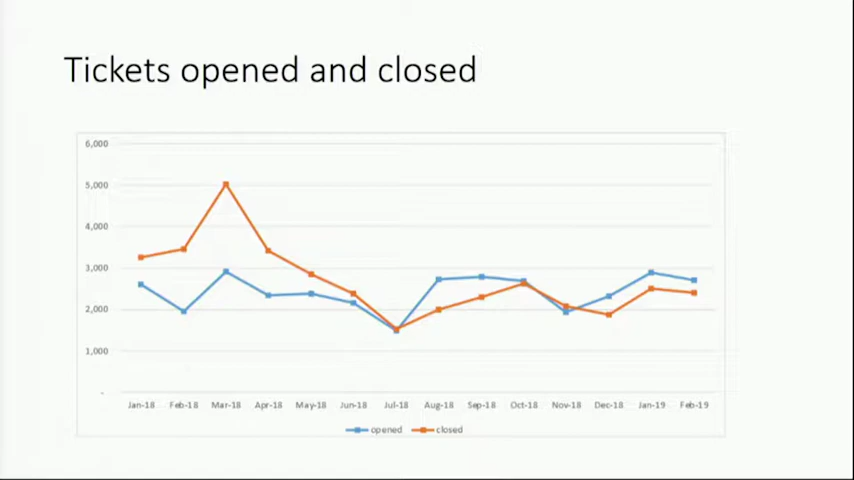 Tickets opened and closed
6,000
5,000
4,000
3,000
2,000
1,000
-
Jan-18 Feb-18 Mar-18 Apr-18 May-18 Jun-18 Jul-18 Aug-18 Sep-18 Oct-18 Nov-18 Dec-18 Jan-19 Feb-19
opened closed